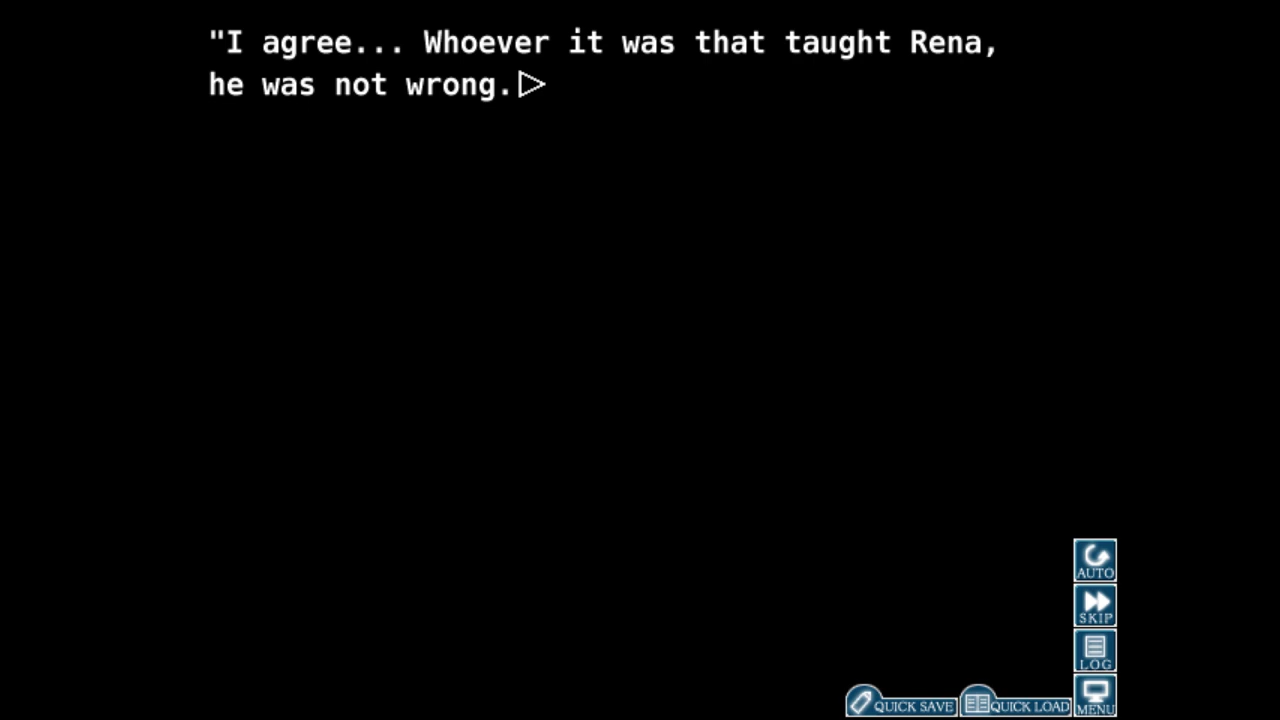 "I agree... Whoever it was that taught Rena,
he was not wrong.
AUTO
SKIP
LOG
QUICK SAVE
QUICK LOAD
MENU